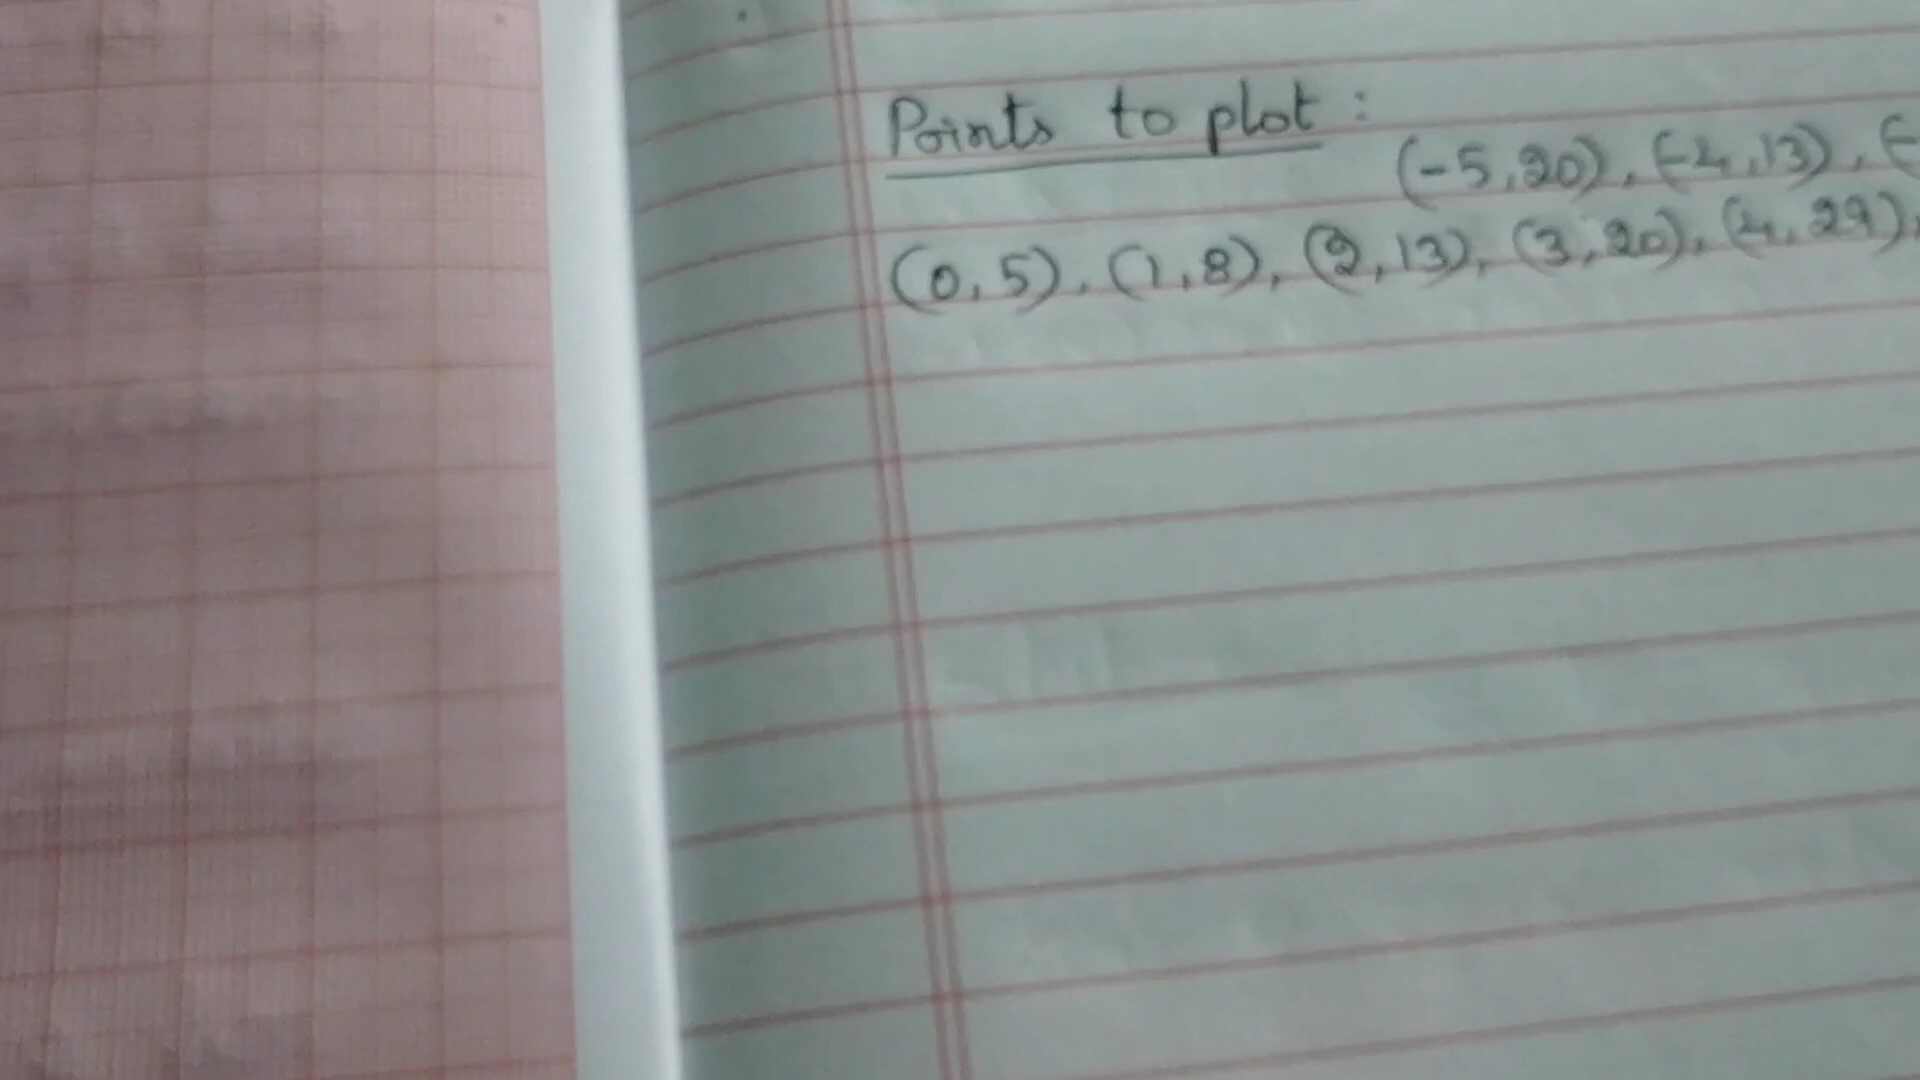 Points to plot :
(-5,20), (-4,13), (-
(0,5), (1,8), (2,13), (3,20), (4,29),